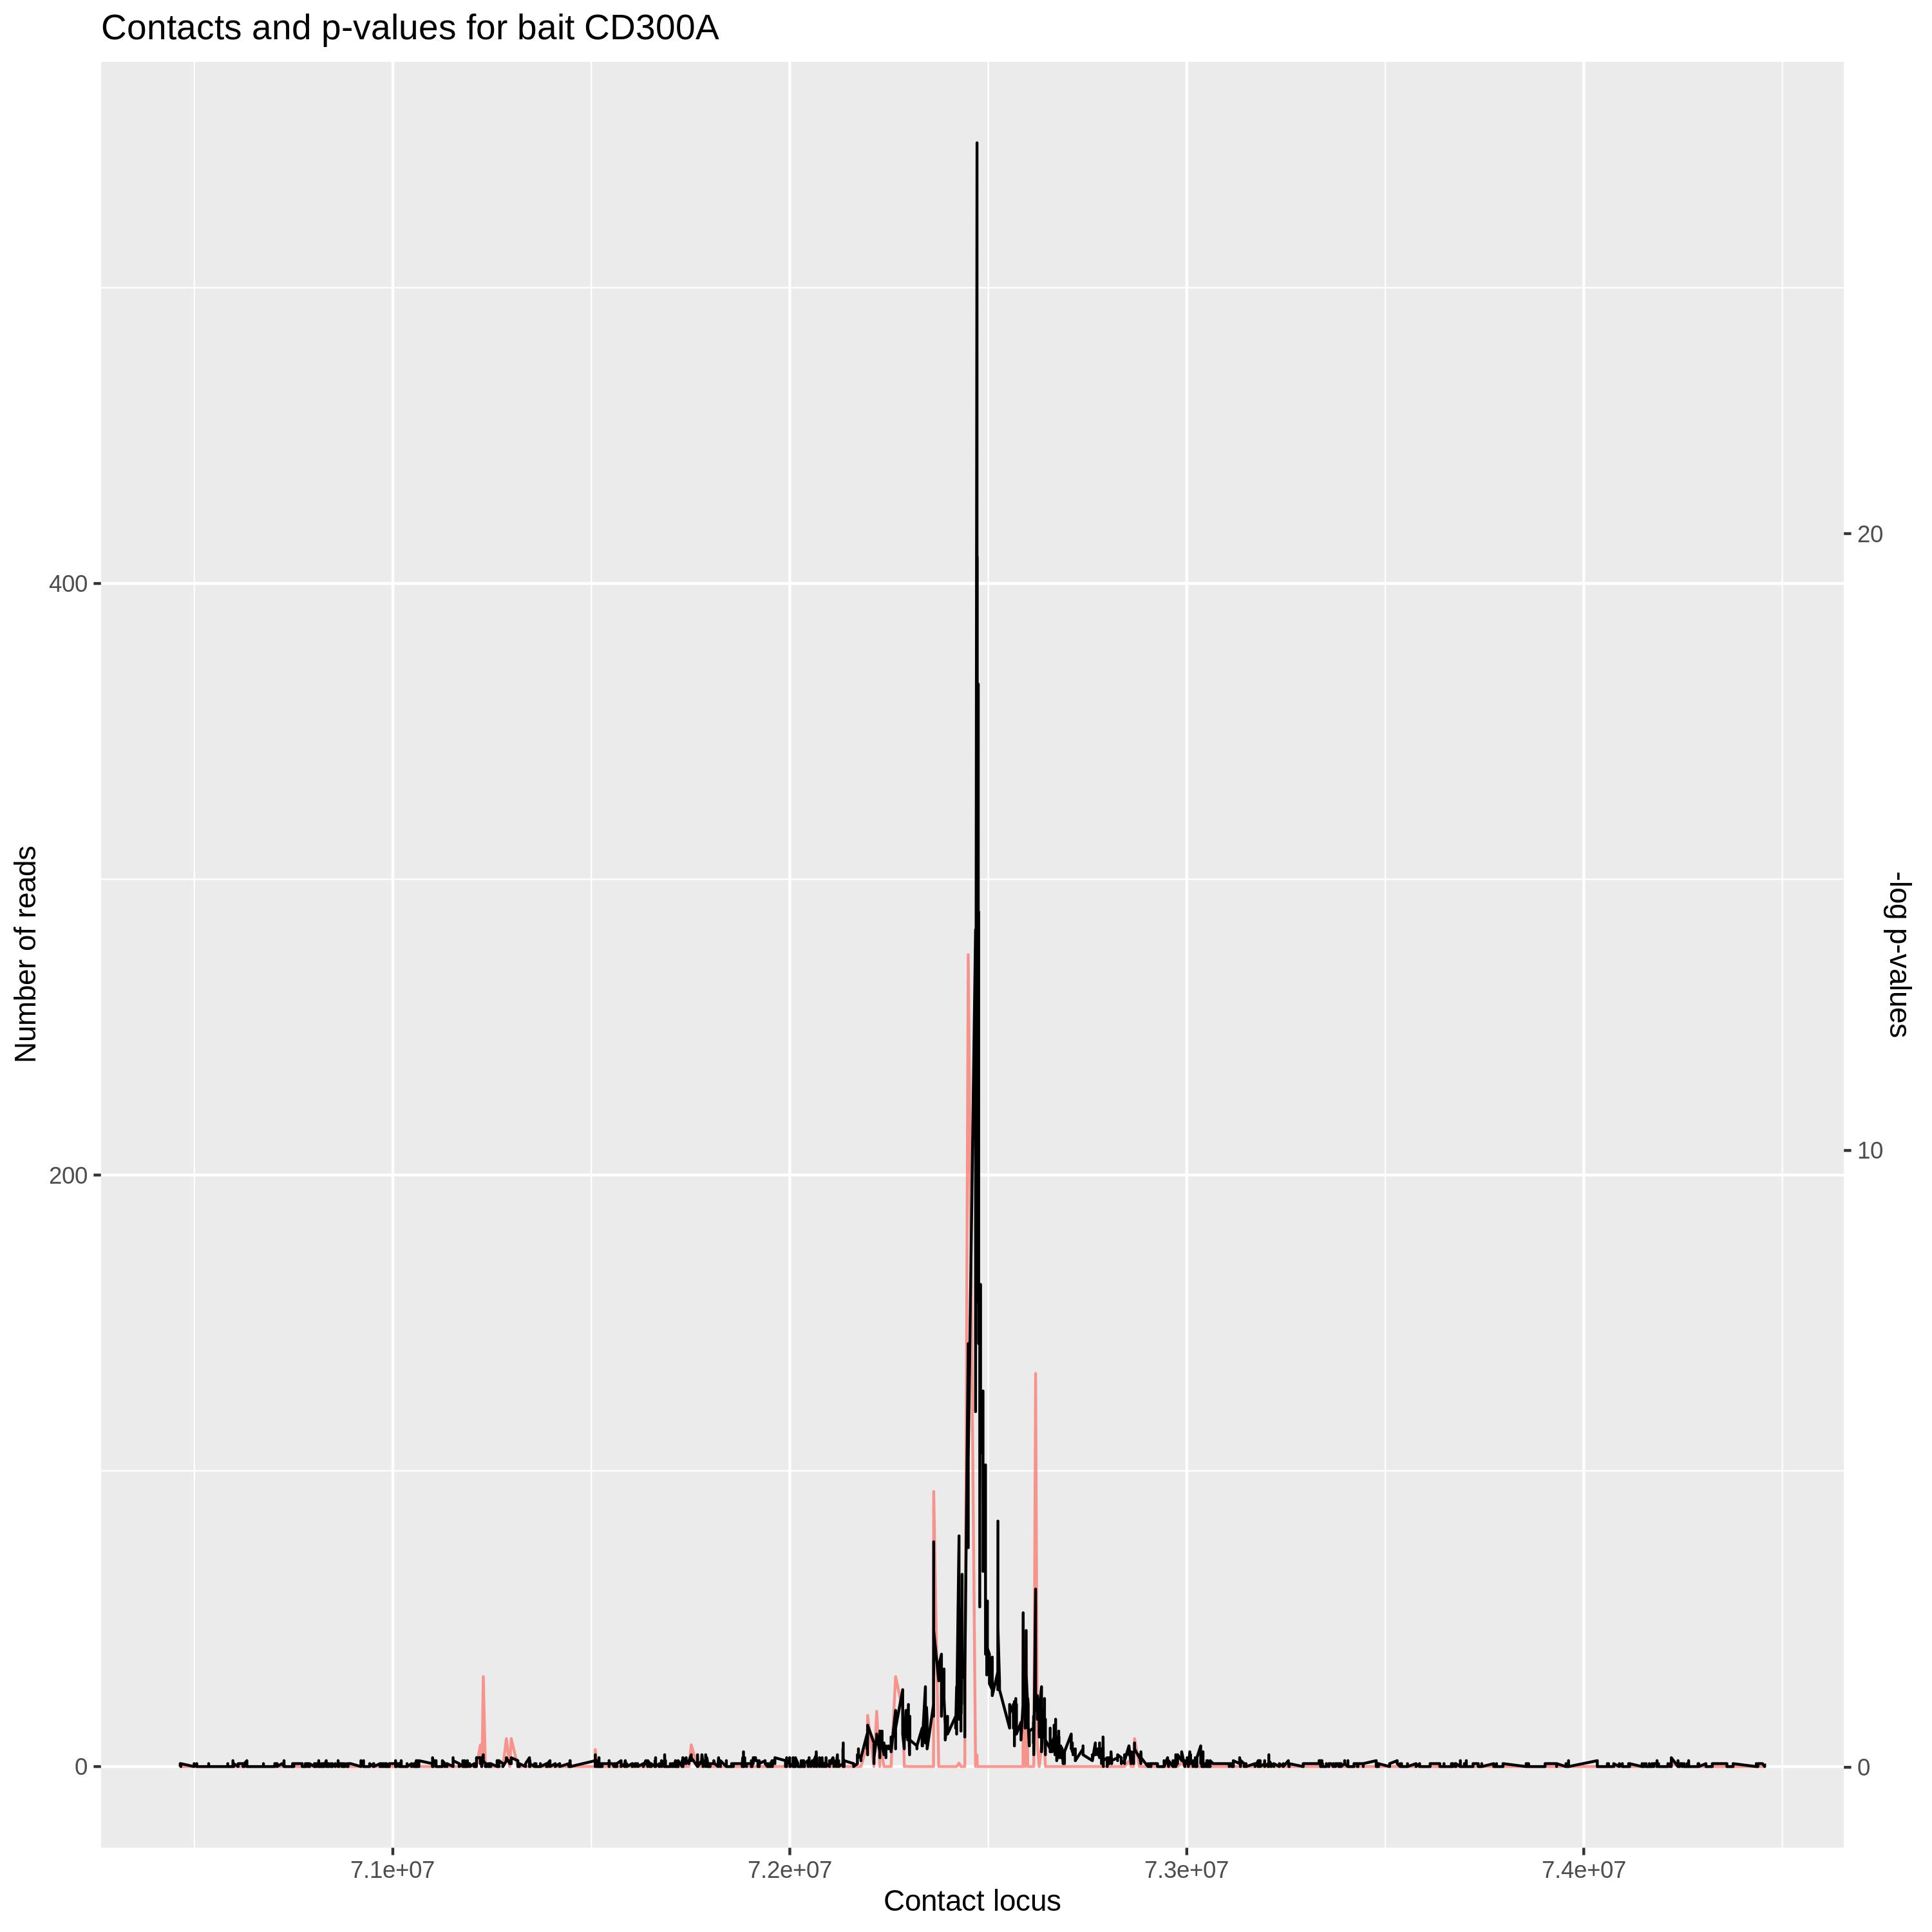 Contacts and p-values for bait CD300A
400
200
0
Number of reads
20
10
0
-log p-values
7.1e+07
7.2e+07
7.3e+07
7.4e+07
Contact locus